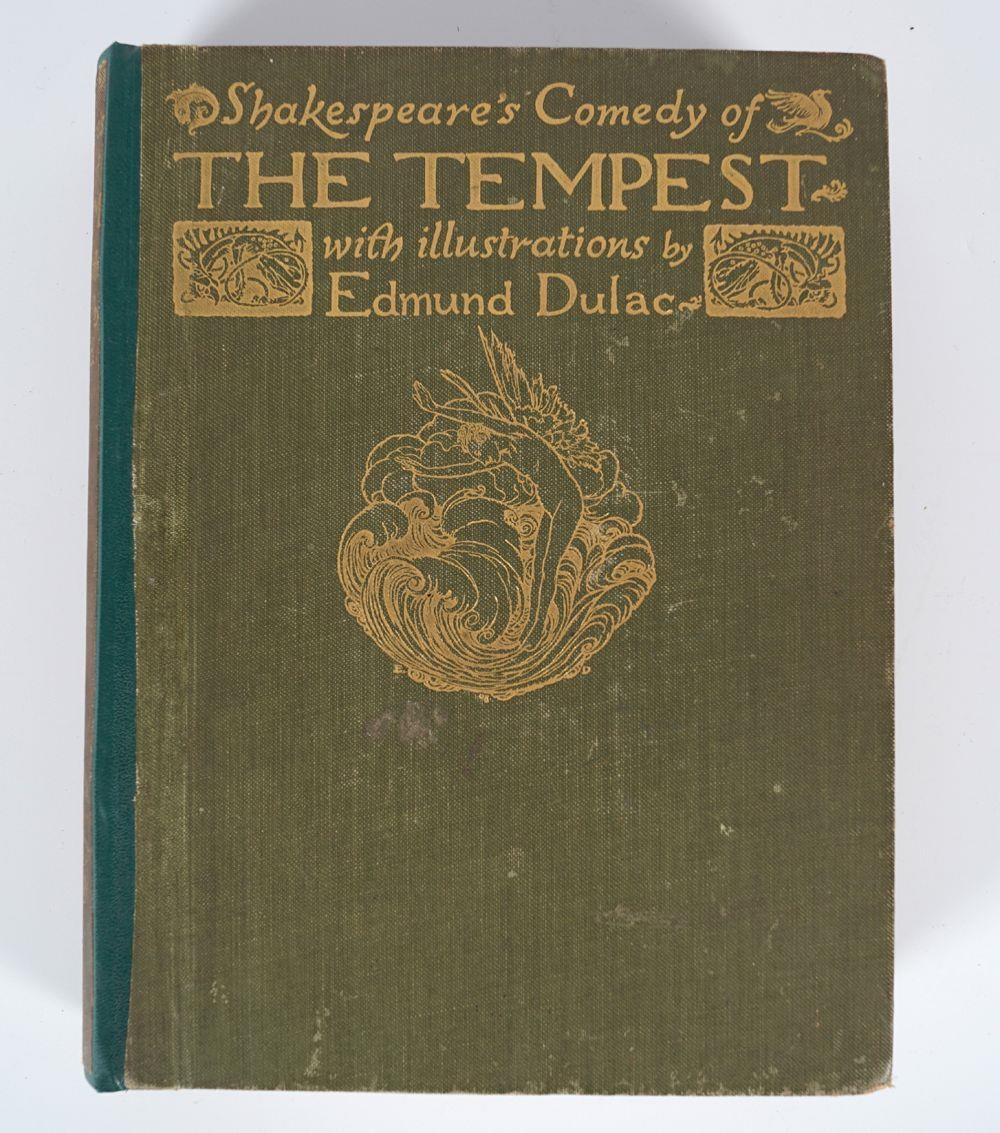 Shakespeare's Comedy of
THE TEMPEST
with illustrations by
Edmund Dulac